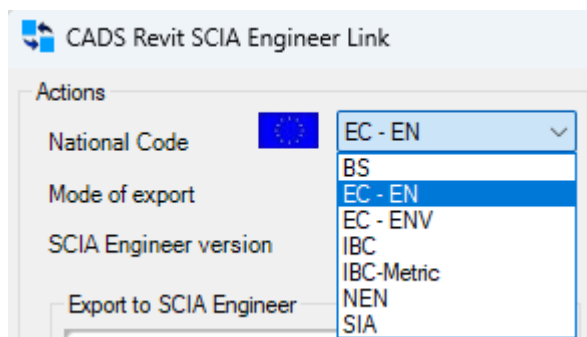 CADS Revit SCIA Engineer Link
Actions
National Code
EC - EN
BS
EC - EN
Mode of export
EC - ENV
SCIA Engineer version
IBC
IBC-Metric
Export to SCIA Engineer
NEN
SIA